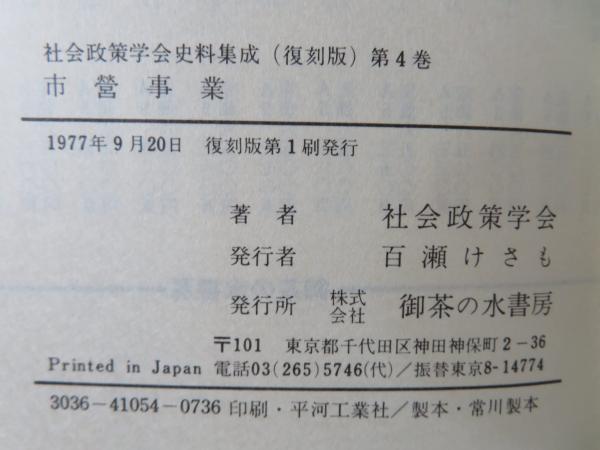 社会政策学会史料集成（復刻版）第4巻
市營事業
1977年9月20日　復刻版第1刷発行
著者　社会政策学会
発行者　百瀬けさも
発行所　株式会社　御茶の水書房
〒101　東京都千代田区神田神保町2－36
Printed in Japan 電話03(265)5746(代)／振替東京8-14774
3036－41054－0736 印刷・平河工業社／製本・常川製本